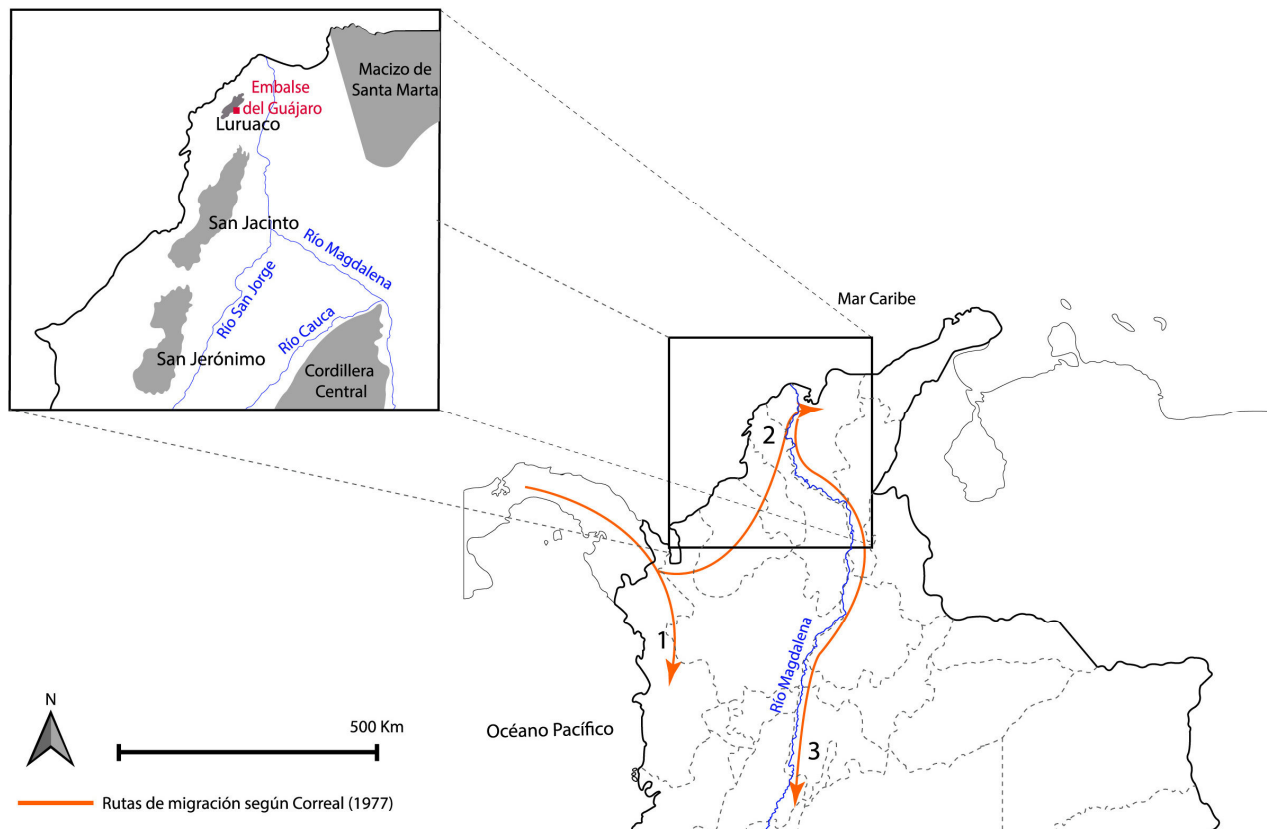 Macizo de
Santa Marta
Embalse
del Guájaro
Luruaco
San Jacinto
Río Magdalena
Río San Jorge
Río Cauca
San Jerónimo
Cordillera
Central
Mar Caribe
2
1
Río Magdalena
3
Océano Pacífico
N
500 Km
Rutas de migración según Correal (1977)